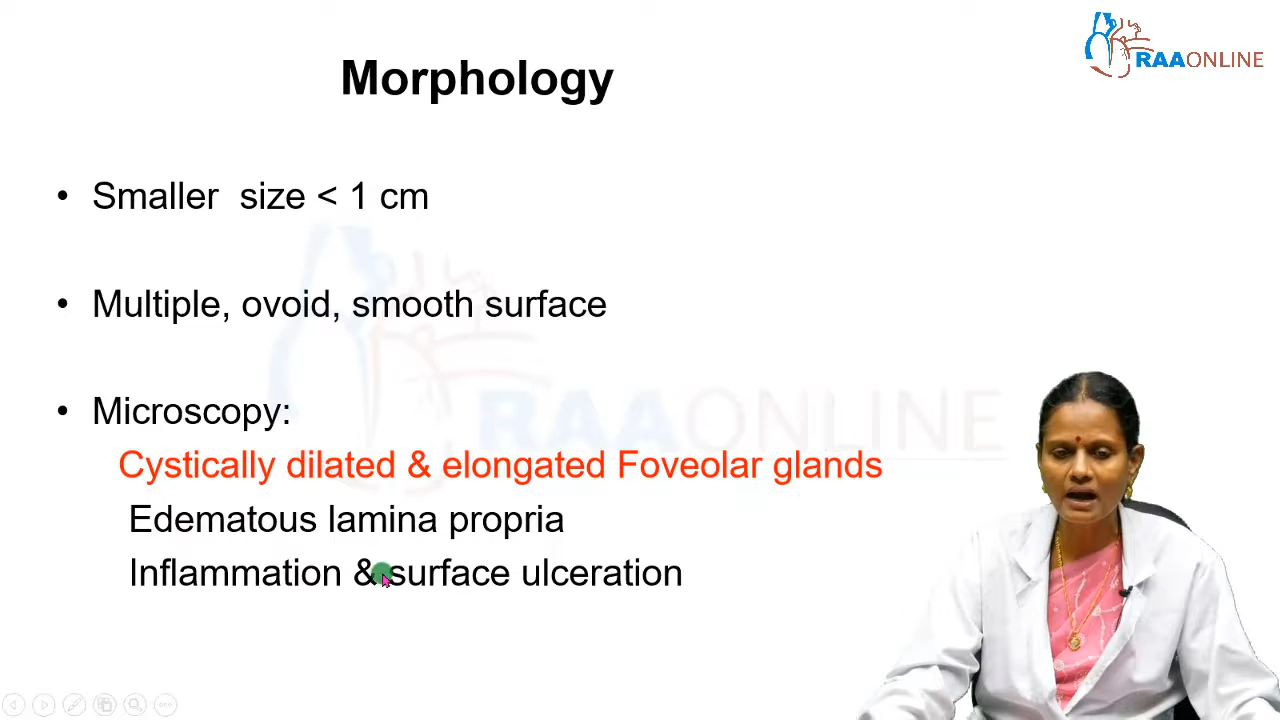 RAAONLINE
Morphology
• Smaller  size < 1 cm
• Multiple, ovoid, smooth surface
• Microscopy:
Cystically dilated & elongated Foveolar glands
Edematous lamina propria
Inflammation & surface ulceration
RAAONLINE